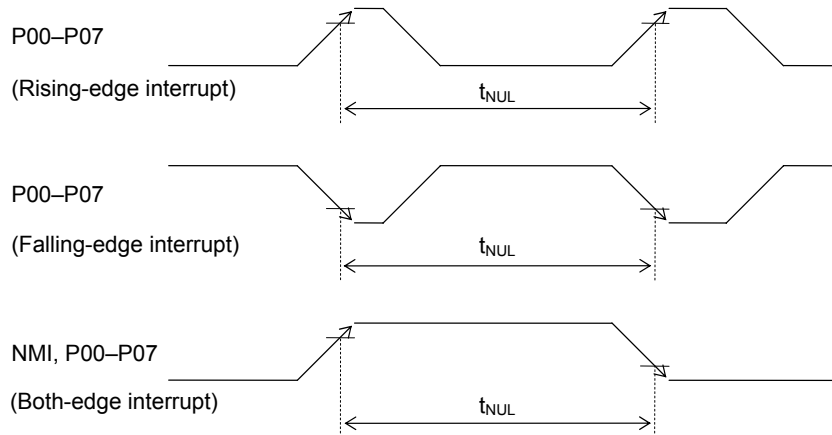 P00–P07
(Rising-edge interrupt)
tNUL
P00–P07
(Falling-edge interrupt)
tNUL
NMI, P00–P07
(Both-edge interrupt)
tNUL